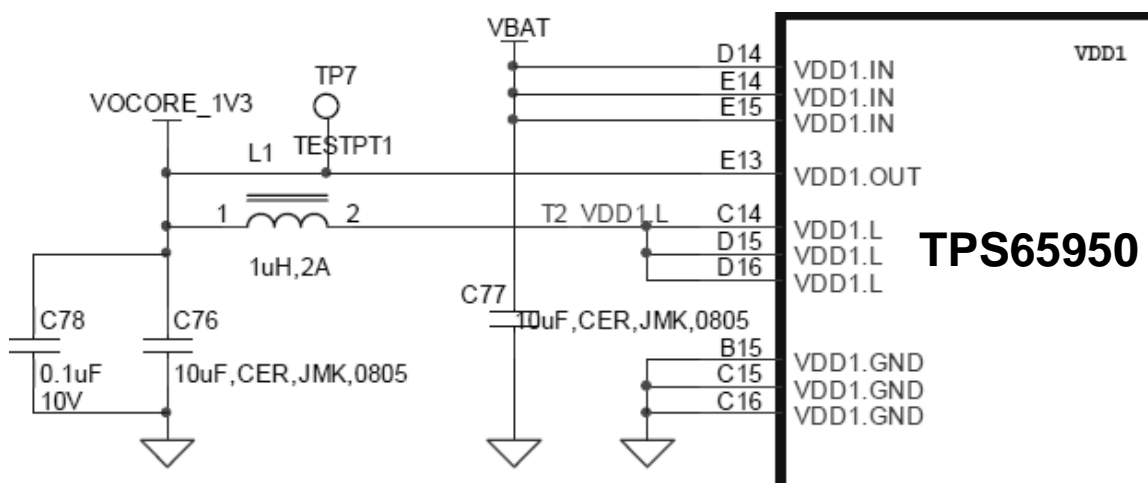 VBAT
VDD1
D14 VDD1.IN
E14 VDD1.IN
E15 VDD1.IN
TP7
VOCORE_1V3
TESTPT1
L1
E13 VDD1.OUT
1 2
T2_VDD1.L
C14 VDD1.L
D15 VDD1.L
D16 VDD1.L
TPS65950
1uH,2A
C77
10uF,CER,JMK,0805
C78
0.1uF
10V
C76
10uF,CER,JMK,0805
B15 VDD1.GND
C15 VDD1.GND
C16 VDD1.GND